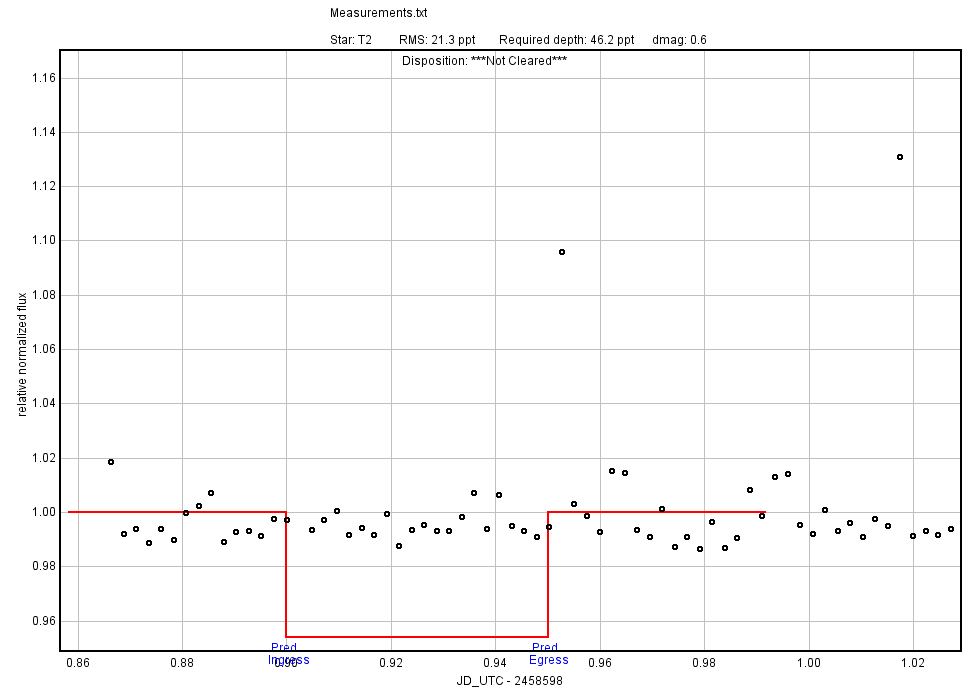 Measurements.txt
Star: T2 RMS: 21.3 ppt Required depth: 46.2 ppt dmag: 0.6
Disposition: ***Not Cleared***
1.16
1.14
1.12
1.10
1.08
1.06
1.04
1.02
1.00
0.98
0.96
relative normalized flux
Pred Pred
Ingress Egress
0.86 0.88 0.90 0.92 0.94 0.96 0.98 1.00 1.02
JD_UTC - 2458598